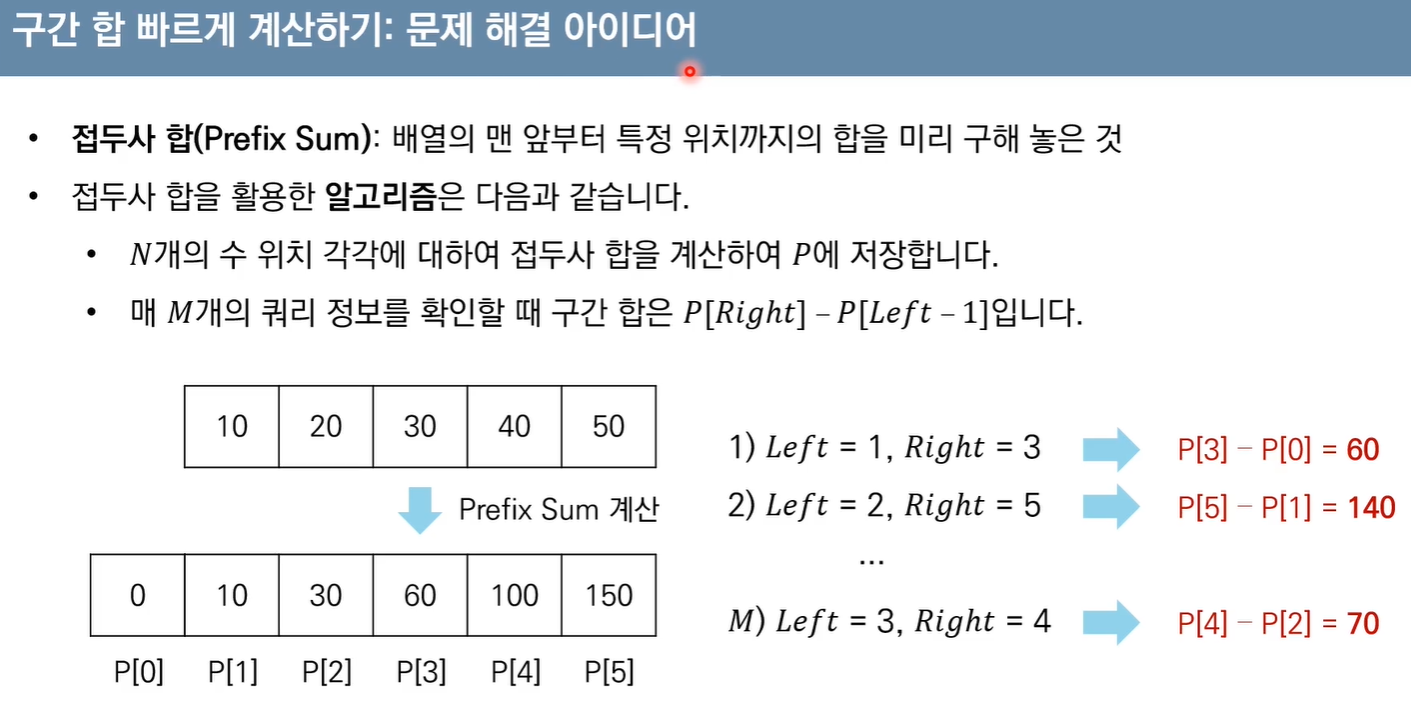 구간 합 빠르게 계산하기: 문제 해결 아이디어
• 접두사 합(Prefix Sum): 배열의 맨 앞부터 특정 위치까지의 합을 미리 구해 놓은 것
• 접두사 합을 활용한 알고리즘은 다음과 같습니다.
• N개의 수 위치 각각에 대하여 접두사 합을 계산하여 P에 저장합니다.
• 매 M개의 쿼리 정보를 확인할 때 구간 합은 P[Right] – P[Left – 1]입니다.
10 20 30 40 50
Prefix Sum 계산
0 10 30 60 100 150
P[0] P[1] P[2] P[3] P[4] P[5]
1) Left = 1, Right = 3 P[3] – P[0] = 60
2) Left = 2, Right = 5 P[5] – P[1] = 140
...
M) Left = 3, Right = 4 P[4] – P[2] = 70